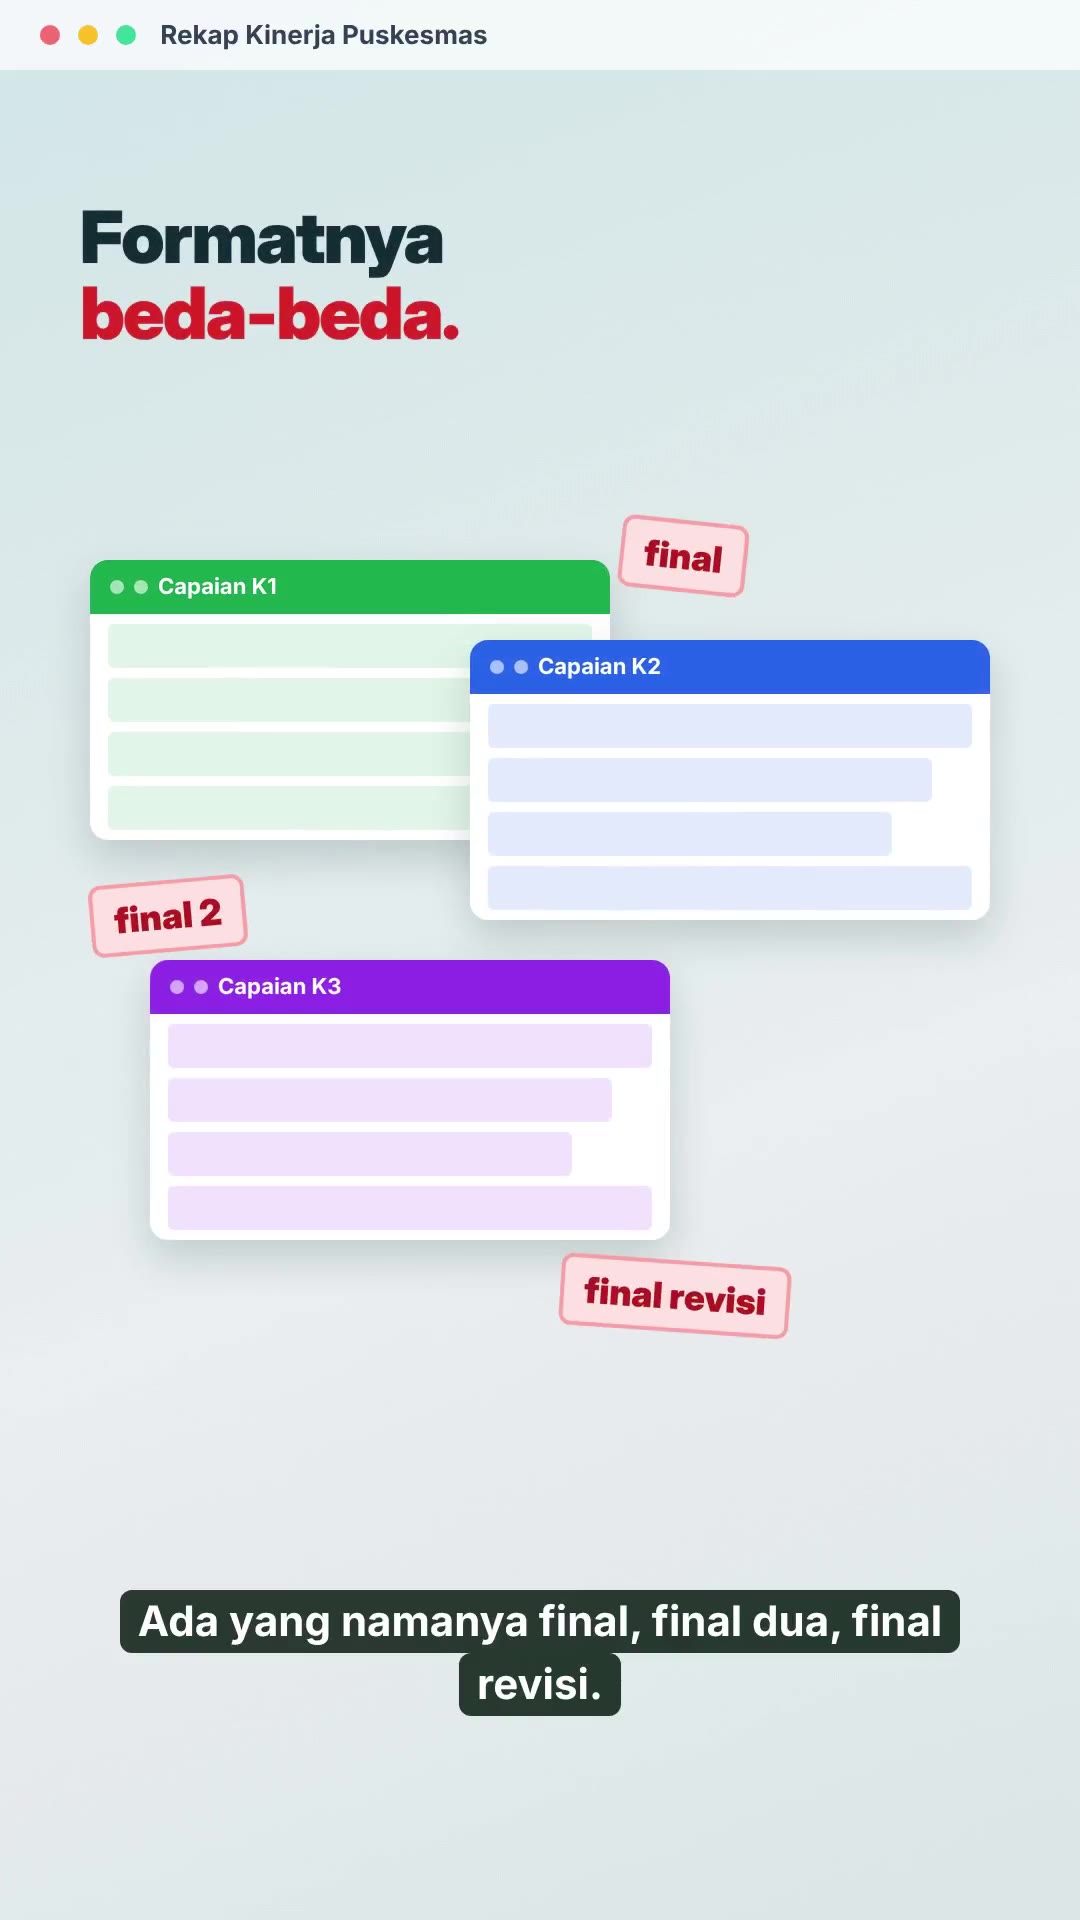 Rekap Kinerja Puskesmas
Formatnya
beda-beda.
final
Capaian K1
Capaian K2
final 2
Capaian K3
final revisi
Ada yang namanya final, final dua, final
revisi.